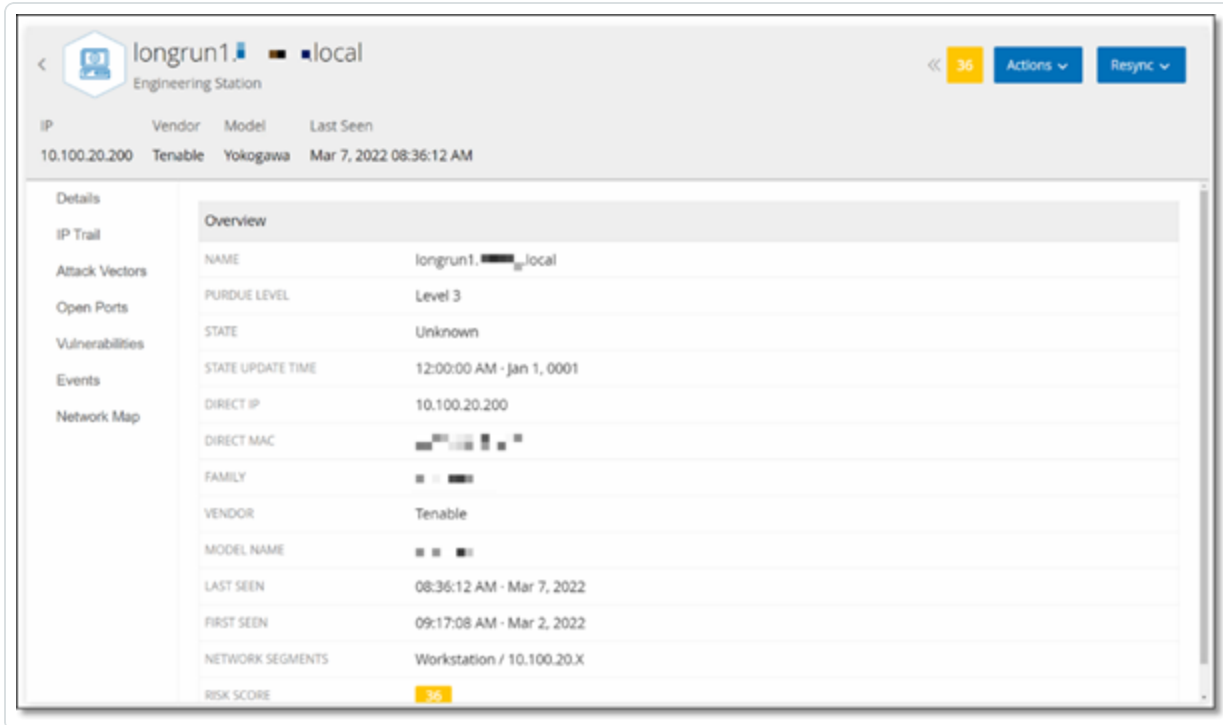 longrun1. local
Engineering Station
36
Actions
Resync
IP Vendor Model Last Seen
10.100.20.200 Tenable Yokogawa Mar 7, 2022 08:36:12 AM
Details
IP Trail
Attack Vectors
Open Ports
Vulnerabilities
Events
Network Map
Overview
NAME longrun1. .local
PURDUE LEVEL Level 3
STATE Unknown
STATE UPDATE TIME 12:00:00 AM - Jan 1, 0001
DIRECT IP 10.100.20.200
DIRECT MAC
FAMILY
VENDOR Tenable
MODEL NAME
LAST SEEN 08:36:12 AM - Mar 7, 2022
FIRST SEEN 09:17:08 AM - Mar 2, 2022
NETWORK SEGMENTS Workstation / 10.100.20.X
RISK SCORE 36